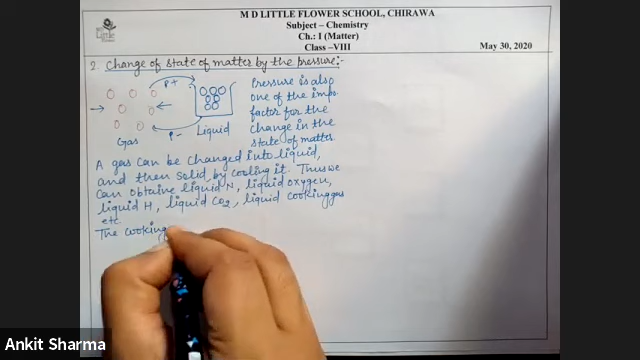 M D LITTLE FLOWER SCHOOL, CHIRAWA
Subject – Chemistry
Ch.: I (Matter)
Class –VIII
May 30, 2020
Little
2. Change of state of matter by the pressure:-
P+
P-
Gas
Liquid
Pressure is also
one of the imp.
factor for the
change in the
state of matter.
A gas can be changed into liquid,
and then solid by cooling it. Thus we
can obtaine liquid N, liquid oxygen,
liquid H, liquid CO2, liquid cooking gas
etc.
The cooking
Ankit Sharma